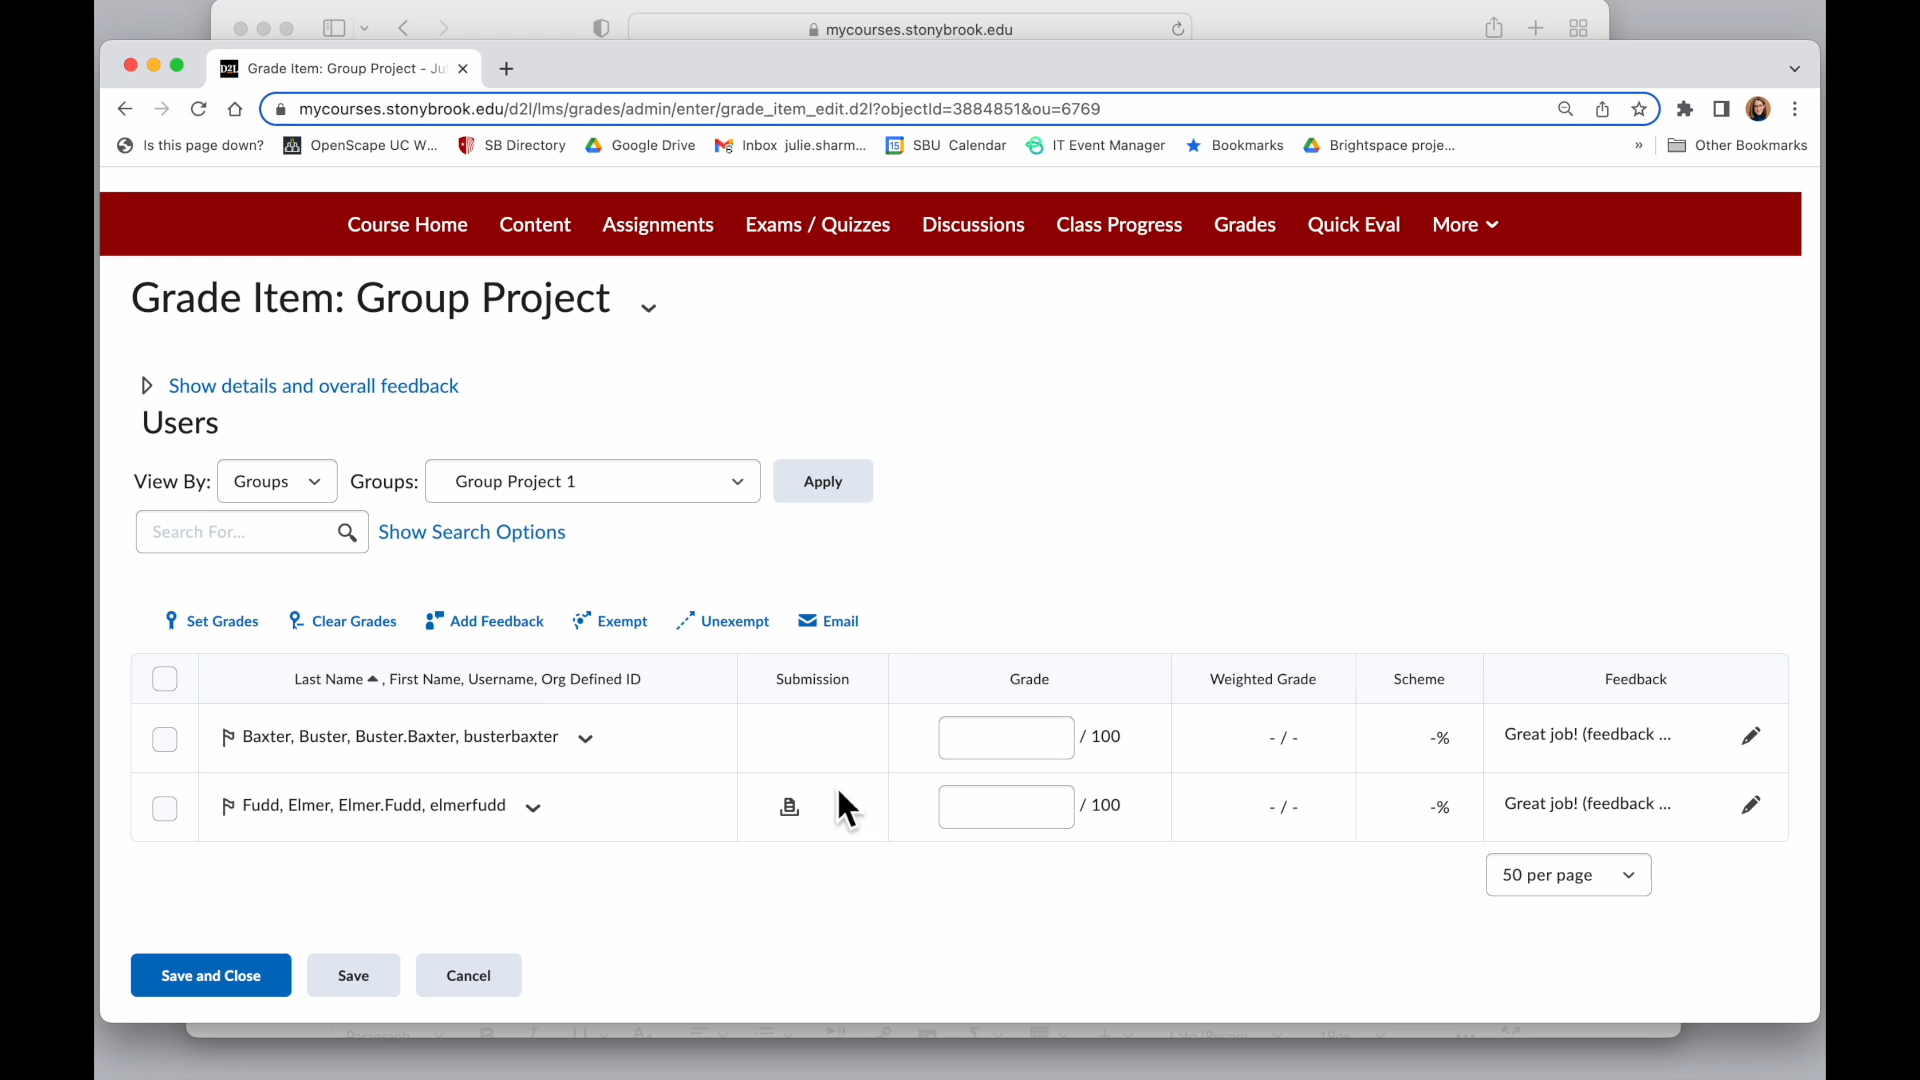 mycourses.stonybrook.edu
D2L Grade Item: Group Project - Ju
mycourses.stonybrook.edu/d2l/lms/grades/admin/enter/grade_item_edit.d2l?objectId=3884851&ou=6769
Is this page down? OpenScape UC W... SB Directory Google Drive Inbox julie.sharm... 15 SBU Calendar IT Event Manager Bookmarks Brightspace proje... » Other Bookmarks
Course Home Content Assignments Exams / Quizzes Discussions Class Progress Grades Quick Eval More
Grade Item: Group Project
Show details and overall feedback
Users
View By: Groups Groups: Group Project 1 Apply
Search For... Show Search Options
Set Grades Clear Grades Add Feedback Exempt Unexempt Email
Last Name , First Name, Username, Org Defined ID Submission Grade Weighted Grade Scheme Feedback
Baxter, Buster, Buster.Baxter, busterbaxter / 100 - / - -% Great job! (feedback ...
Fudd, Elmer, Elmer.Fudd, elmerfudd / 100 - / - -% Great job! (feedback ...
50 per page
Save and Close Save Cancel
Paragraph